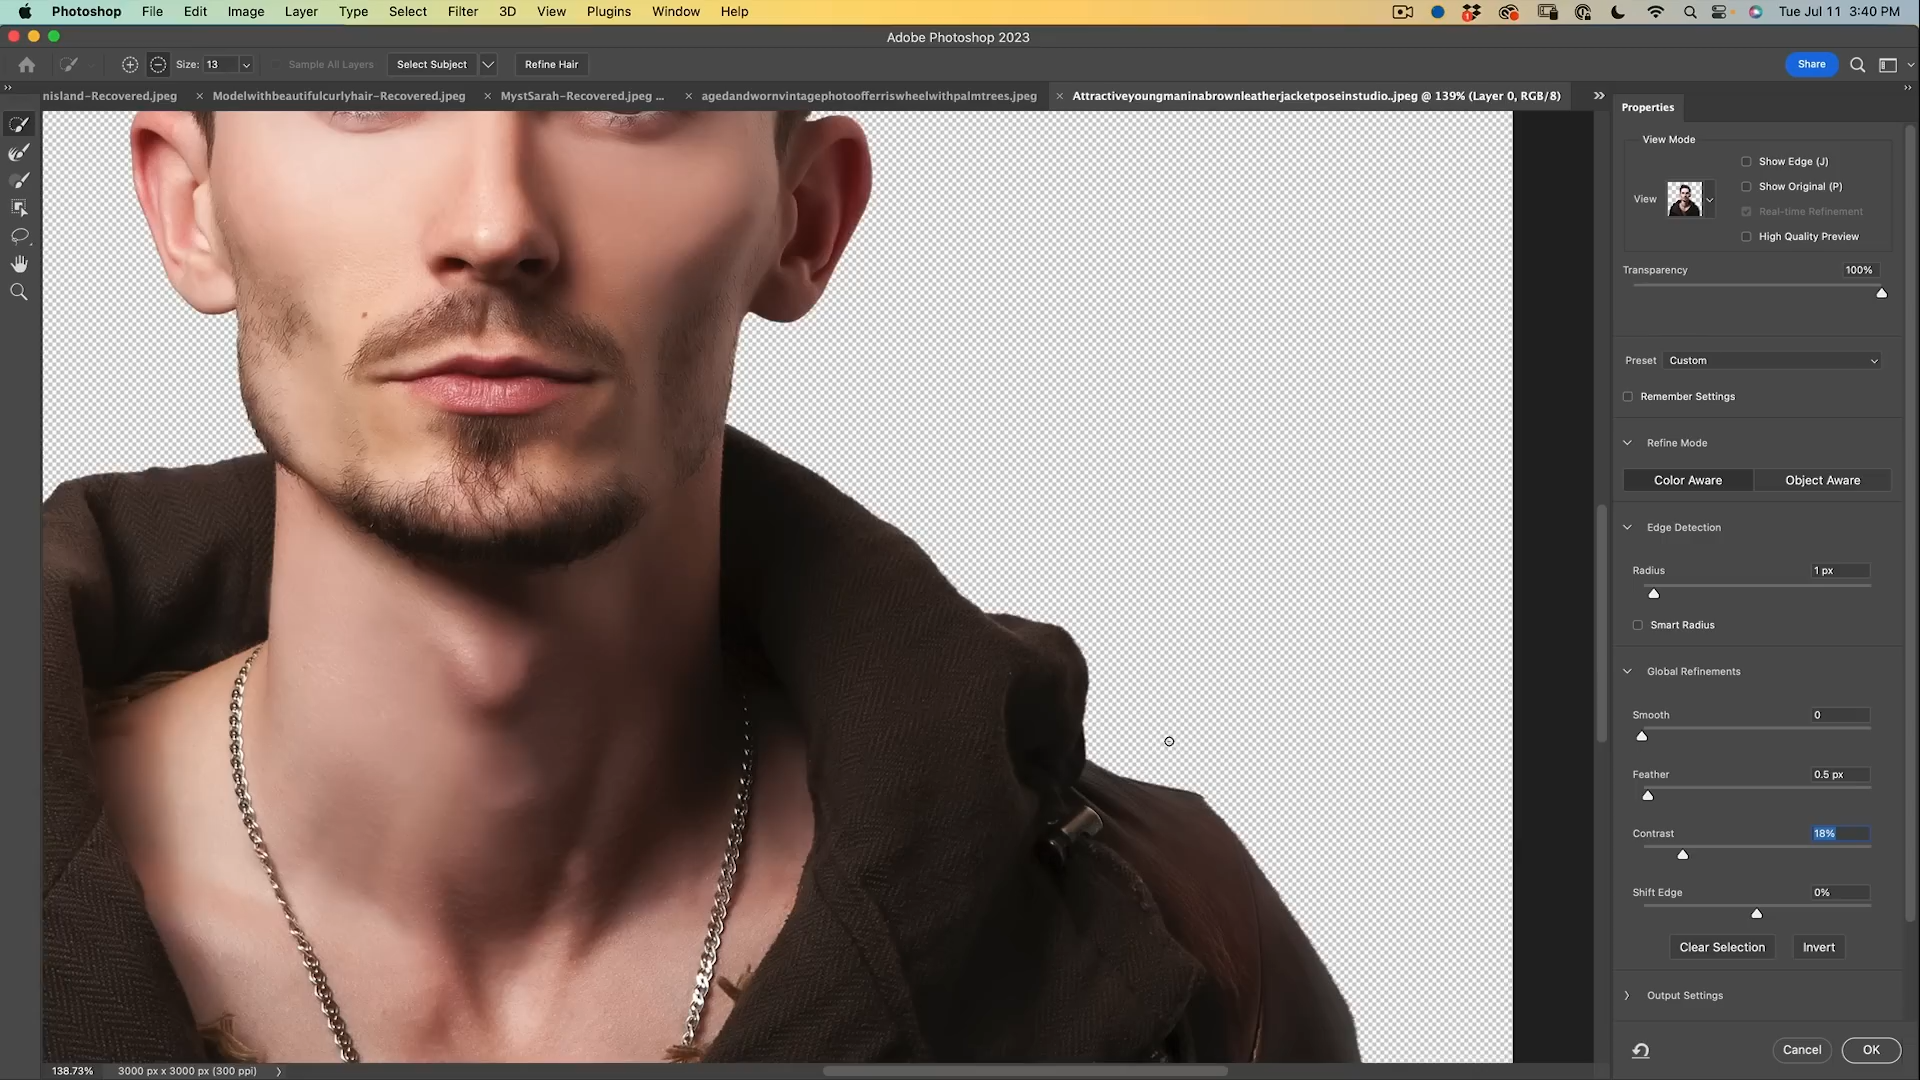 Photoshop File Edit Image Layer Type Select Filter 3D View Plugins Window Help 1 Tue Jul 11 3:40 PM
Adobe Photoshop 2023
Size: 13 Sample All Layers Select Subject Refine Hair Share
nisland-Recovered.jpeg × Modelwithbeautifulcurlyhair-Recovered.jpeg × MystSarah-Recovered.jpeg ... × agedandwornvintagephotoofferriswheelwithpalmtrees.jpeg × Attractiveyoungmaninabrownleatherjacketposeinstudio..jpeg @ 139% (Layer 0, RGB/8)
Properties
View Mode
Show Edge (J)
View
Show Original (P)
Real-time Refinement
High Quality Preview
Transparency 100%
Preset Custom
Remember Settings
Refine Mode
Color Aware Object Aware
Edge Detection
Radius 1 px
Smart Radius
Global Refinements
Smooth 0
Feather 0.5 px
Contrast 18%
Shift Edge 0%
Clear Selection Invert
Output Settings
Cancel OK
138.73% 3000 px x 3000 px (300 ppi)